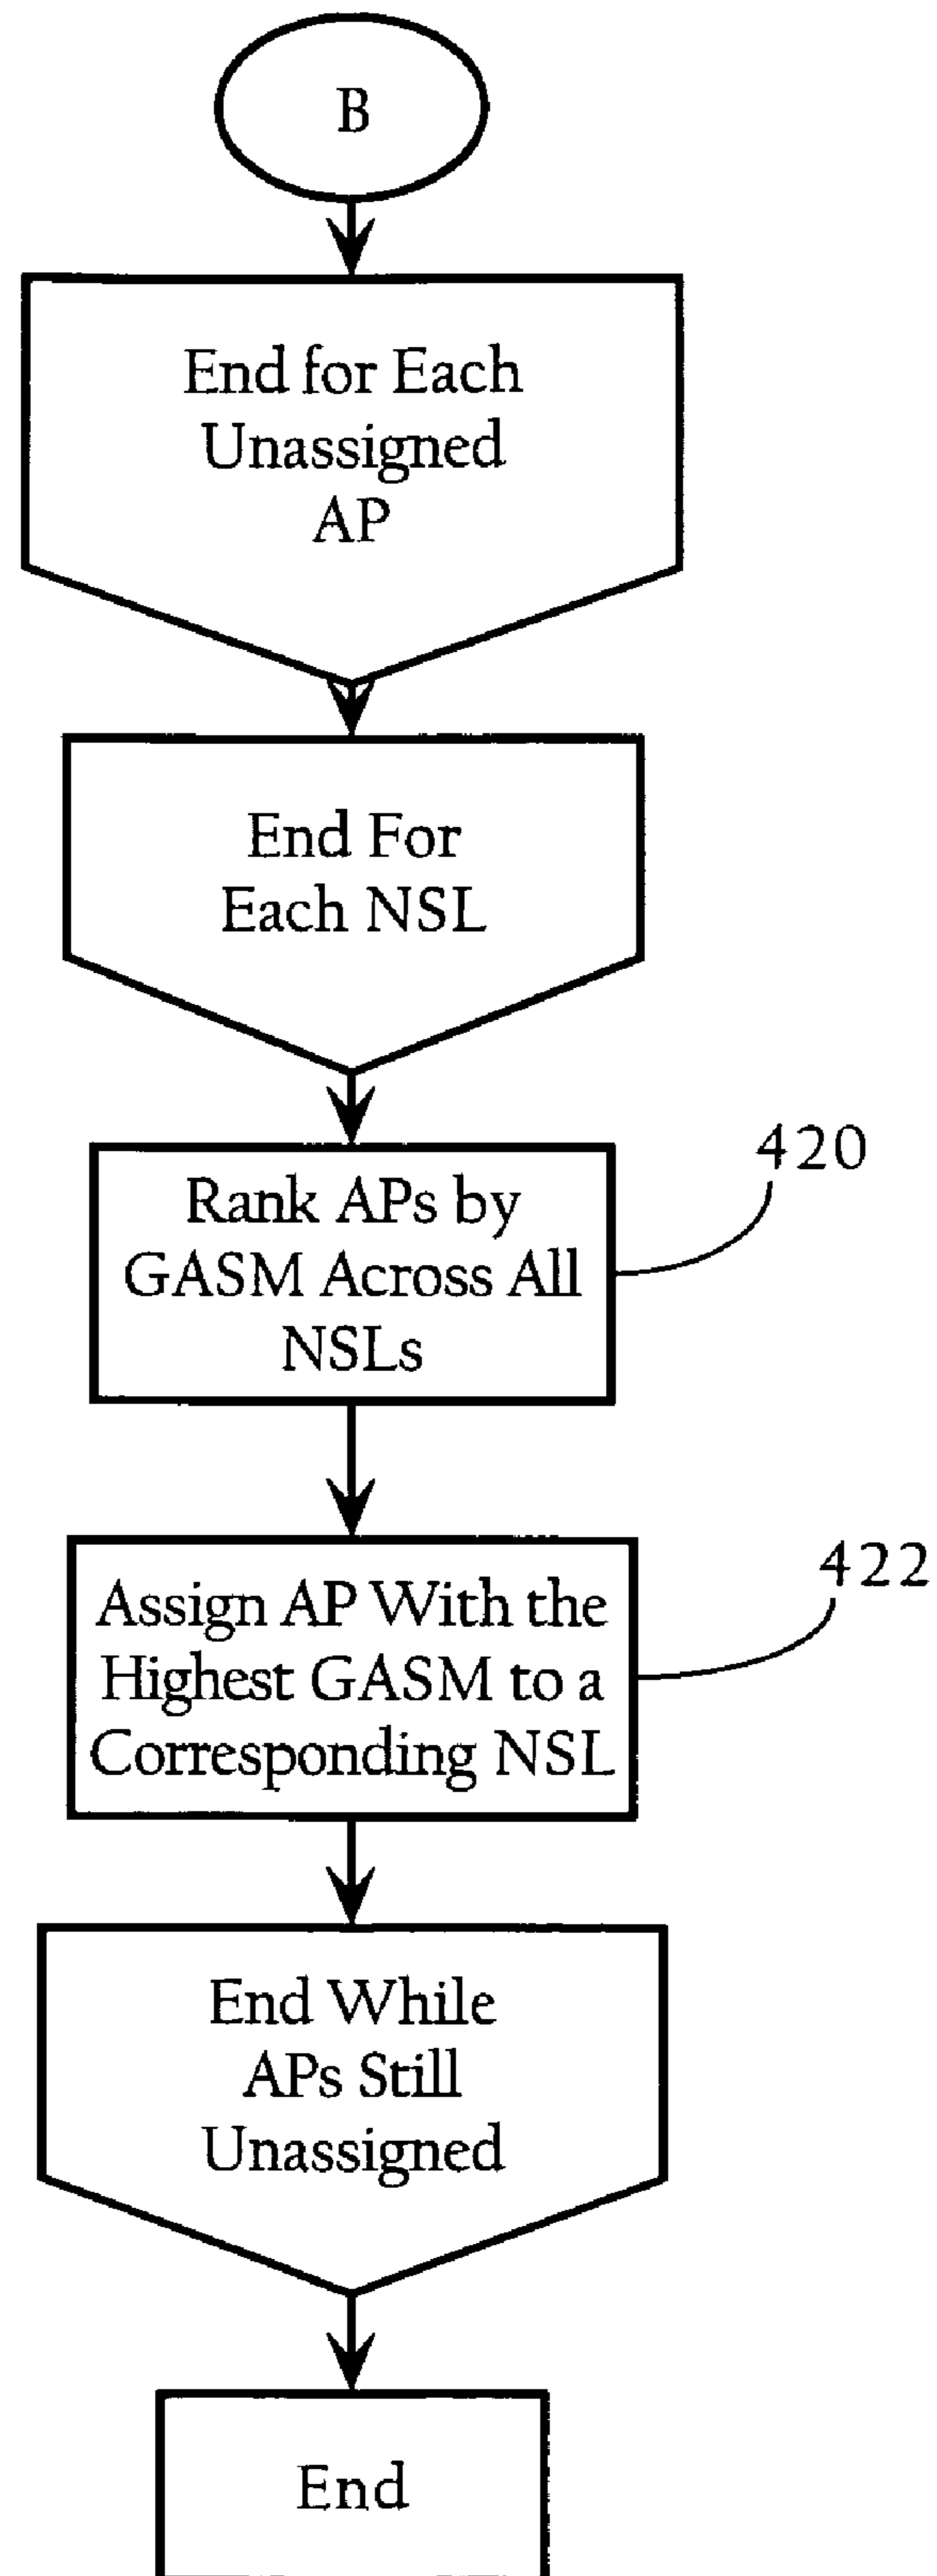 B
End for Each
Unassigned
AP
End For
Each NSL
420
Rank APs by
GASM Across All
NSLs
422
Assign AP With the
Highest GASM to a
Corresponding NSL
End While
APs Still
Unassigned
End